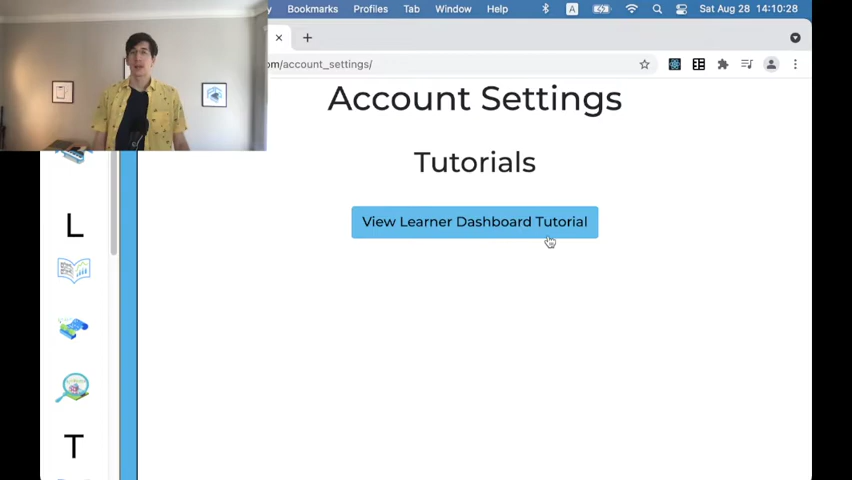 Bookmarks Profiles Tab Window Help A Sat Aug 28 14:10:28
om/account_settings/
Account Settings
Tutorials
View Learner Dashboard Tutorial
L
T